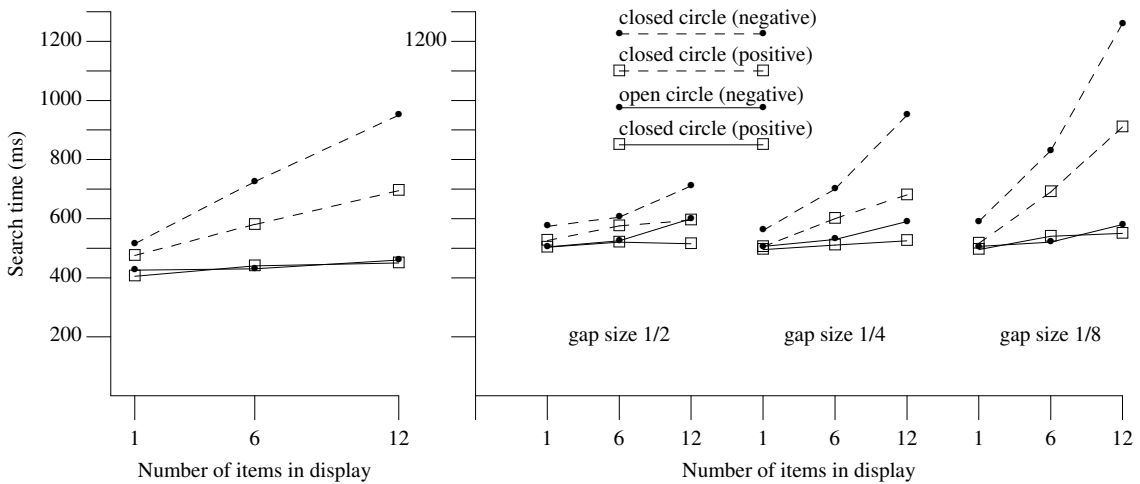 1200
1000
800
600
400
200
Search time (ms)
1 6 12
Number of items in display
1200
closed circle (negative)
closed circle (positive)
open circle (negative)
closed circle (positive)
gap size 1/2 gap size 1/4 gap size 1/8
1 6 12 1 6 12 1 6 12
Number of items in display